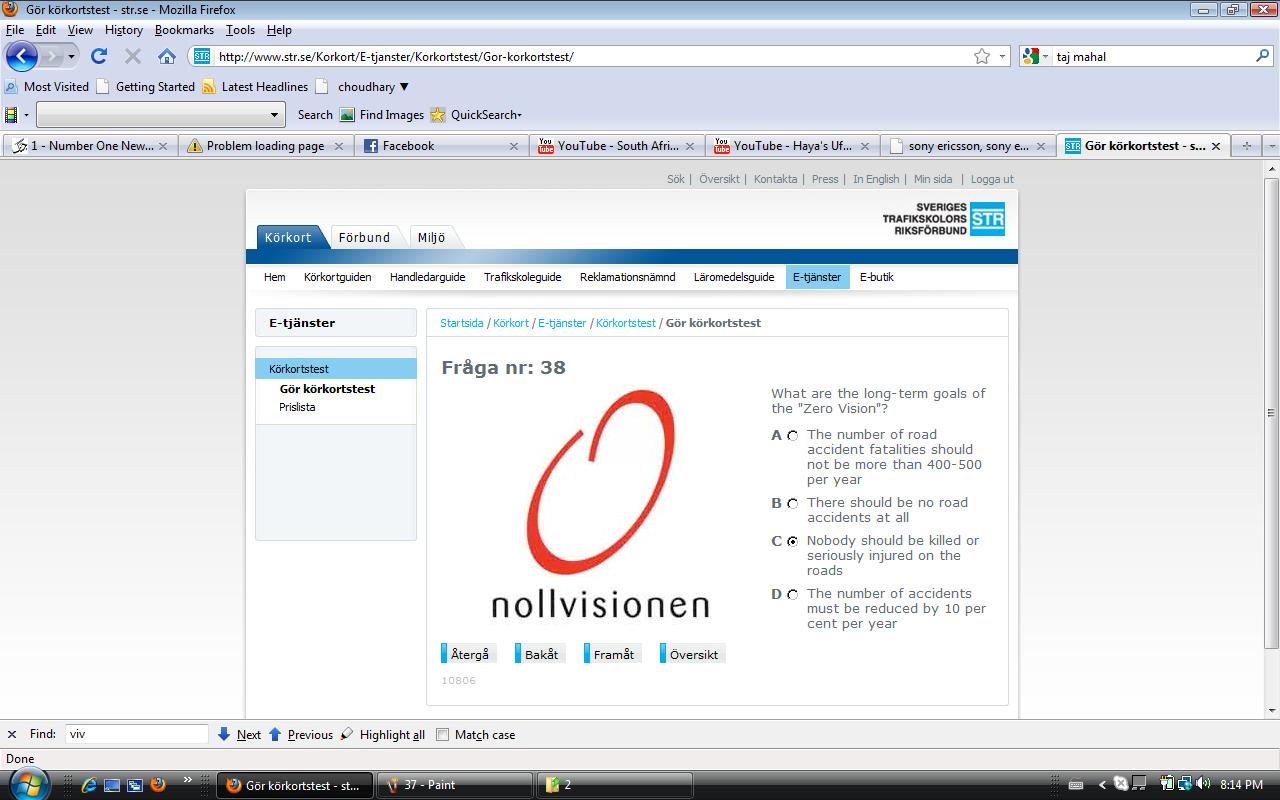 Gör körkortstest - str.se - Mozilla Firefox
File Edit View History Bookmarks Tools Help
STR http://www.str.se/Korkort/E-tjanster/Korkortstest/Gor-korkortstest/ taj mahal
Most Visited Getting Started Latest Headlines choudhary
Search Find Images QuickSearch
1 - Number One New... Problem loading page Facebook YouTube - South Afri... YouTube - Haya's Uf... sony ericsson, sony e... Gör körkortstest - s...
Sök | Översikt | Kontakta | Press | In English | Min sida | Logga ut
SVERIGES
TRAFIKSKOLORS STR
RIKSFÖRBUND
Körkort Förbund Miljö
Hem Körkortguiden Handledarguide Trafikskoleguide Reklamationsnämnd Läromedelsguide E-tjänster E-butik
E-tjänster
Körkortstest
Gör körkortstest
Prislista
Startsida / Körkort / E-tjänster / Körkortstest / Gör körkortstest
Fråga nr: 38
nollvisionen
What are the long-term goals of
the "Zero Vision"?
A The number of road
accident fatalities should
not be more than 400-500
per year
B There should be no road
accidents at all
C Nobody should be killed or
seriously injured on the
roads
D The number of accidents
must be reduced by 10 per
cent per year
Återgå Bakåt Framåt Översikt
10806
Find: viv Next Previous Highlight all Match case
Done
Gör körkortstest - st... 37 - Paint 2 8:14 PM